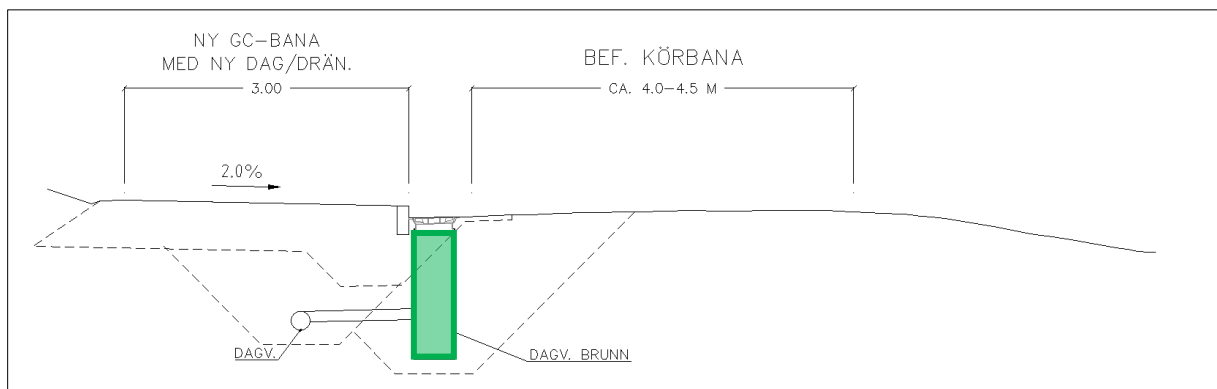 NY GC-BANA
MED NY DAG/DRÄN.
3.00
BEF. KÖRBANA
CA. 4.0-4.5 M
2.0%
DAGV.
DAGV. BRUNN